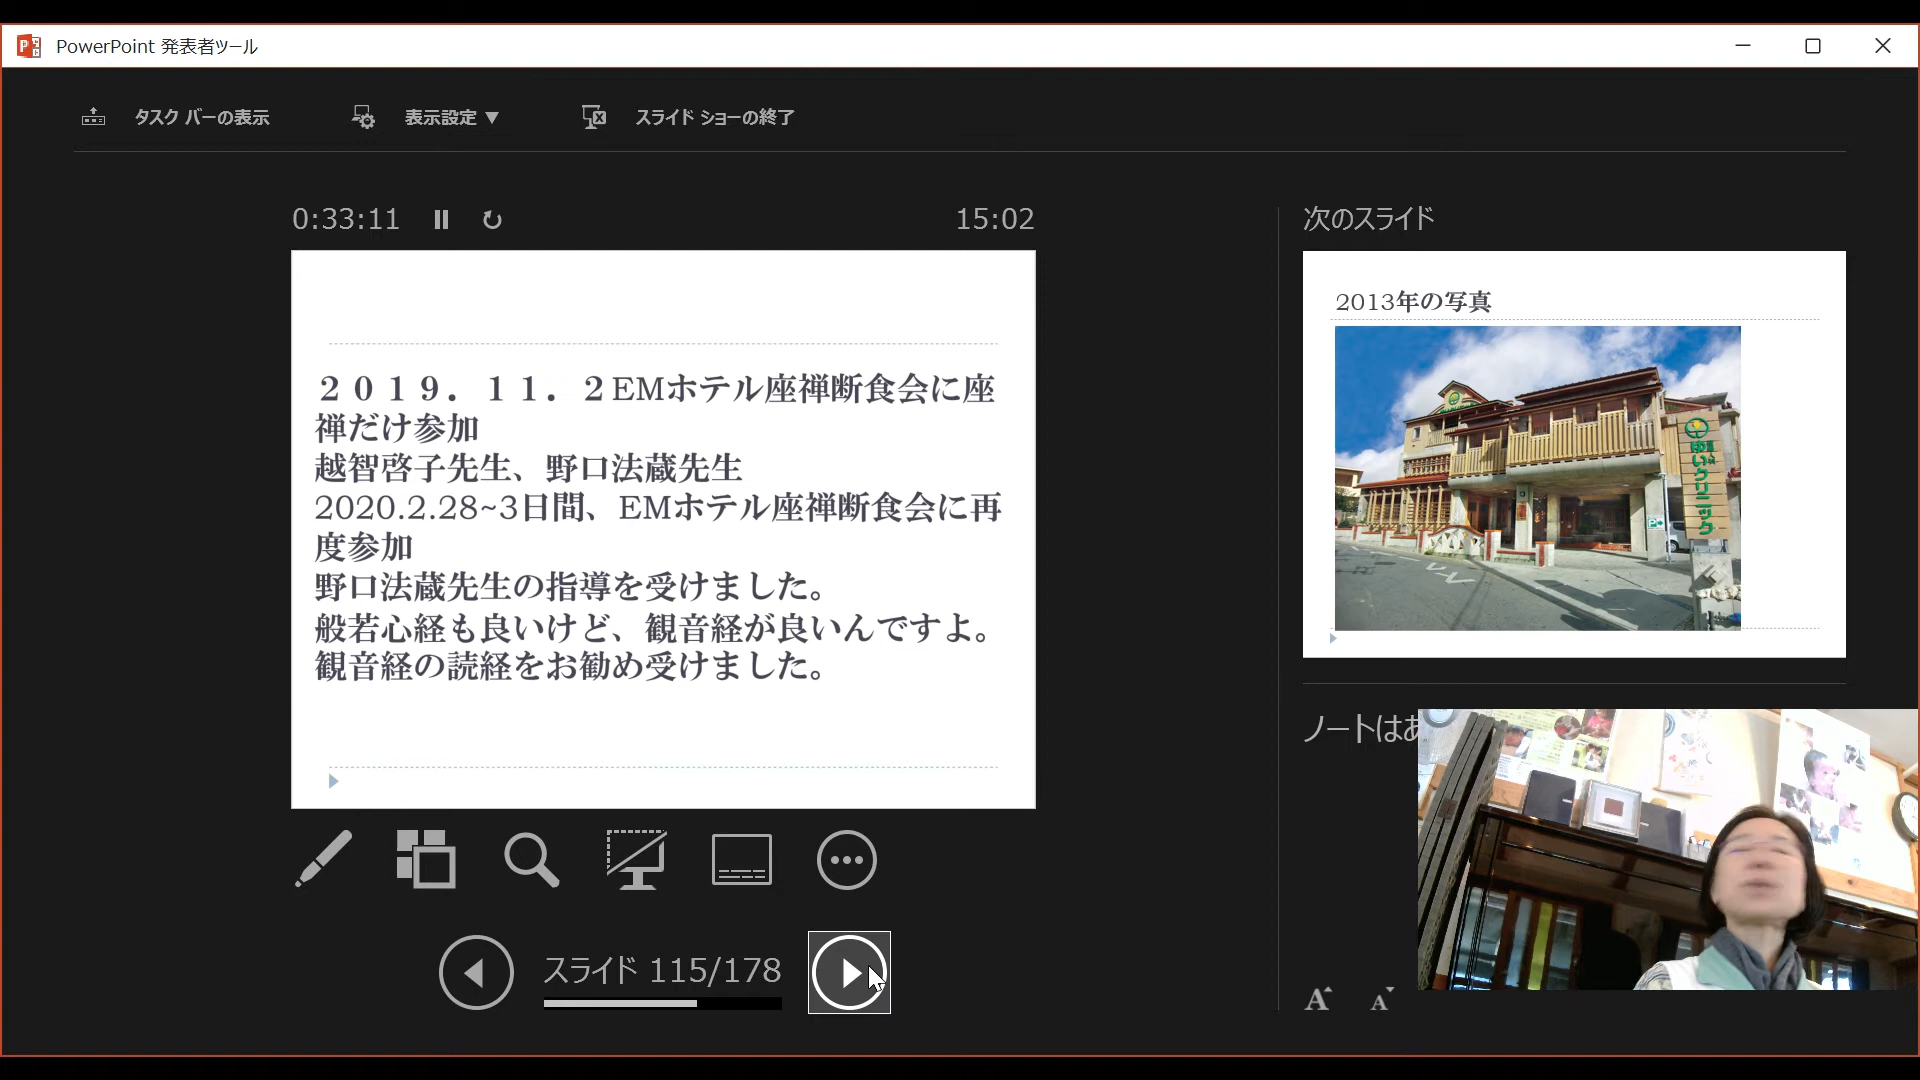 PowerPoint 発表者ツール
タスク バーの表示
表示設定 ▼
スライド ショーの終了
0:33:11
15:02
２０１９．１１．２EMホテル座禅断食会に座
禅だけ参加
越智啓子先生、野口法蔵先生
2020.2.28~3日間、EMホテル座禅断食会に再
度参加
野口法蔵先生の指導を受けました。
般若心経も良いけど、観音経が良いんですよ。
観音経の読経をお勧め受けました。
スライド 115/178
次のスライド
2013年の写真
ゆいクリニック
P
ノートはあ
A
A